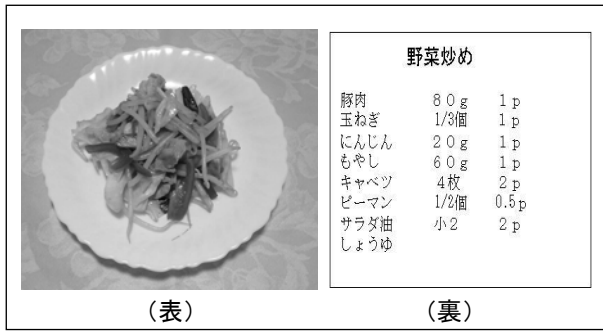 野菜炒め
豚肉 80g 1p
玉ねぎ 1/3個 1p
にんじん 20g 1p
もやし 60g 1p
キャベツ 4枚 2p
ピーマン 1/2個 0.5p
サラダ油 小2 2p
しょうゆ
（表） （裏）